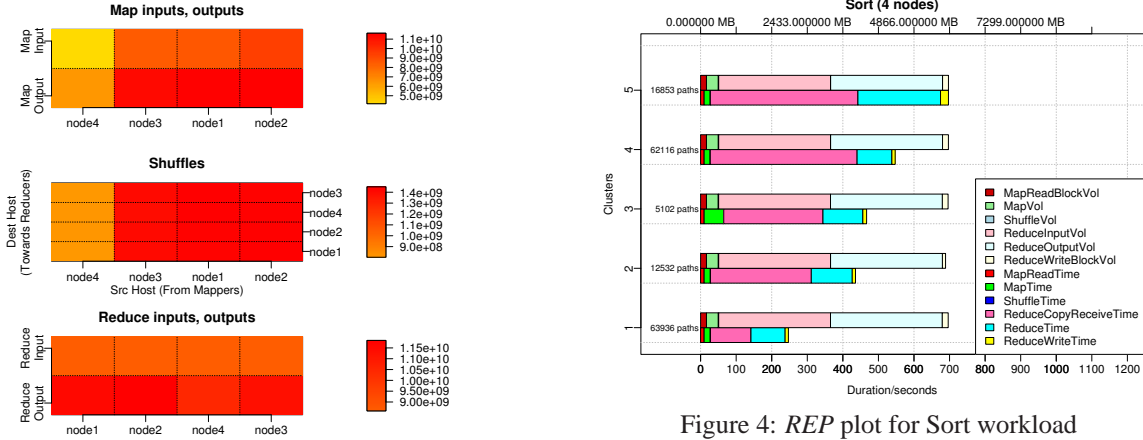 Map inputs, outputs
Map Input
Map Output
node4 node3 node1 node2
1.1e+10
1.0e+10
9.0e+09
8.0e+09
7.0e+09
6.0e+09
5.0e+09
Shuffles
Dest Host
(Towards Reducers)
node3
node4
node2
node1
node4 node3 node1 node2
Src Host (From Mappers)
1.4e+09
1.3e+09
1.2e+09
1.1e+09
1.0e+09
9.0e+08
Reduce inputs, outputs
Reduce Input
Reduce Output
node1 node2 node4 node3
1.15e+10
1.10e+10
1.05e+10
1.00e+10
9.50e+09
9.00e+09
Sort (4 nodes)
0.000000 MB 2433.000000 MB 4866.000000 MB 7299.000000 MB
Clusters
5
16853 paths
4
62116 paths
3
5102 paths
2
12532 paths
1
63936 paths
MapReadBlockVol
MapVol
ShuffleVol
ReduceInputVol
ReduceOutputVol
ReduceWriteBlockVol
MapReadTime
MapTime
ShuffleTime
ReduceCopyReceiveTime
ReduceTime
ReduceWriteTime
0 100 200 300 400 500 600 700 800 900 1000 1200
Duration/seconds
Figure 4: REP plot for Sort workload